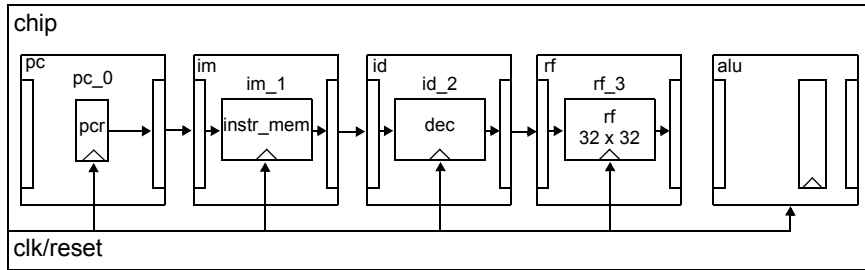 chip
pc
im
id
rf
alu
pc_0
im_1
id_2
rf_3
pcr
instr_mem
dec
rf
32 x 32
clk/reset